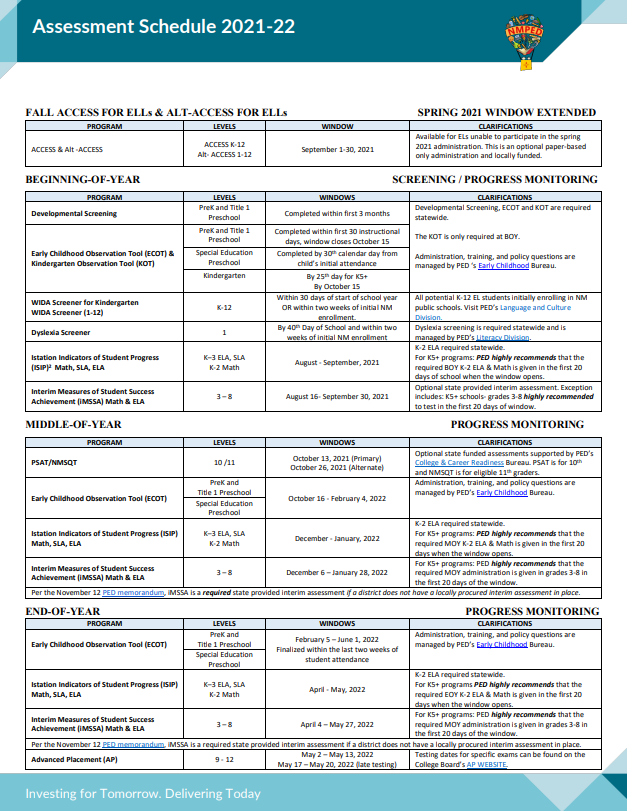 Assessment Schedule 2021-22
NMPED
FALL ACCESS FOR ELLs & ALT-ACCESS FOR ELLs SPRING 2021 WINDOW EXTENDED
PROGRAM LEVELS WINDOW CLARIFICATIONS
ACCESS & Alt -ACCESS
ACCESS K-12
Alt- ACCESS 1-12
September 1-30, 2021
Available for ELs unable to participate in the spring
2021 administration. This is an optional paper-based
only administration and locally funded.
BEGINNING-OF-YEAR SCREENING / PROGRESS MONITORING
PROGRAM LEVELS WINDOWS CLARIFICATIONS
Developmental Screening
PreK and Title 1
Preschool
Completed within first 3 months
Developmental Screening, ECOT and KOT are required
statewide.
The KOT is only required at BOY.
Administration, training, and policy questions are
managed by PED 's Early Childhood Bureau.
Early Childhood Observation Tool (ECOT) &
Kindergarten Observation Tool (KOT)
PreK and Title 1
Preschool
Completed within first 30 instructional
days, window closes October 15
Special Education
Preschool
Completed by 30th calendar day from
child's initial attendance
Kindergarten
By 25th day for K5+
By October 15
WIDA Screener for Kindergarten
WIDA Screener (1-12)
K-12
Within 30 days of start of school year
OR within two weeks of initial NM
enrollment.
All potential K-12 EL students initially enrolling in NM
public schools. Visit PED's Language and Culture
Division.
Dyslexia Screener
1
By 40th Day of School and within two
weeks of initial NM enrollment
Dyslexia screening is required statewide and is
managed by PED's Literacy Division.
Istation Indicators of Student Progress
(ISIP)² Math, SLA, ELA
K–3 ELA, SLA
K-2 Math
August - September, 2021
K-2 ELA required statewide.
For K5+ programs: PED highly recommends that the
required BOY K-2 ELA & Math is given in the first 20
days of school when the window opens.
Interim Measures of Student Success
Achievement (iMSSA) Math & ELA
3 – 8
August 16- September 30, 2021
Optional state provided interim assessment. Exception
includes: K5+ schools- grades 3-8 highly recommended
to test in the first 20 days of window.
MIDDLE-OF-YEAR PROGRESS MONITORING
PROGRAM LEVELS WINDOWS CLARIFICATIONS
PSAT/NMSQT
10 /11
October 13, 2021 (Primary)
October 26, 2021 (Alternate)
Optional state funded assessments supported by PED's
College & Career Readiness Bureau. PSAT is for 10th
and NMSQT is for eligible 11th graders.
Early Childhood Observation Tool (ECOT)
PreK and
Title 1 Preschool
Special Education
Preschool
October 16 - February 4, 2022
Administration, training, and policy questions are
managed by PED's Early Childhood Bureau.
Istation Indicators of Student Progress (ISIP)
Math, SLA, ELA
K–3 ELA, SLA
K-2 Math
December - January, 2022
K-2 ELA required statewide.
For K5+ programs: PED highly recommends that the
required MOY K-2 ELA & Math is given in the first 20
days when the window opens.
Interim Measures of Student Success
Achievement (iMSSA) Math & ELA
3 – 8
December 6 – January 28, 2022
For K5+ programs: PED highly recommends that the
required MOY administration is given in grades 3-8 in
the first 20 days of the window.
Per the November 12 PED memorandum, iMSSA is a required state provided interim assessment if a district does not have a locally procured interim assessment in place.
END-OF-YEAR PROGRESS MONITORING
PROGRAM LEVELS WINDOWS CLARIFICATIONS
Early Childhood Observation Tool (ECOT)
PreK and
Title 1 Preschool
Special Education
Preschool
February 5 – June 1, 2022
Finalized within the last two weeks of
student attendance
Administration, training, and policy questions are
managed by PED's Early Childhood Bureau.
Istation Indicators of Student Progress (ISIP)
Math, SLA, ELA
K–3 ELA, SLA
K-2 Math
April - May, 2022
K-2 ELA required statewide.
For K5+ programs PED highly recommends that the
required EOY K-2 ELA & Math is given in the first 20
days when the window opens.
Interim Measures of Student Success
Achievement (iMSSA) Math & ELA
3 – 8
April 4 – May 27, 2022
For K5+ programs: PED highly recommends that the
required MOY administration is given in grades 3-8 in
the first 20 days of the window.
Per the November 12 PED memorandum, iMSSA is a required state provided interim assessment if a district does not have a locally procured interim assessment in place.
Advanced Placement (AP)
9 - 12
May 2 – May 13, 2022
May 17 – May 20, 2022 (late testing)
Testing dates for specific exams can be found on the
College Board's AP WEBSITE.
Investing for Tomorrow. Delivering Today